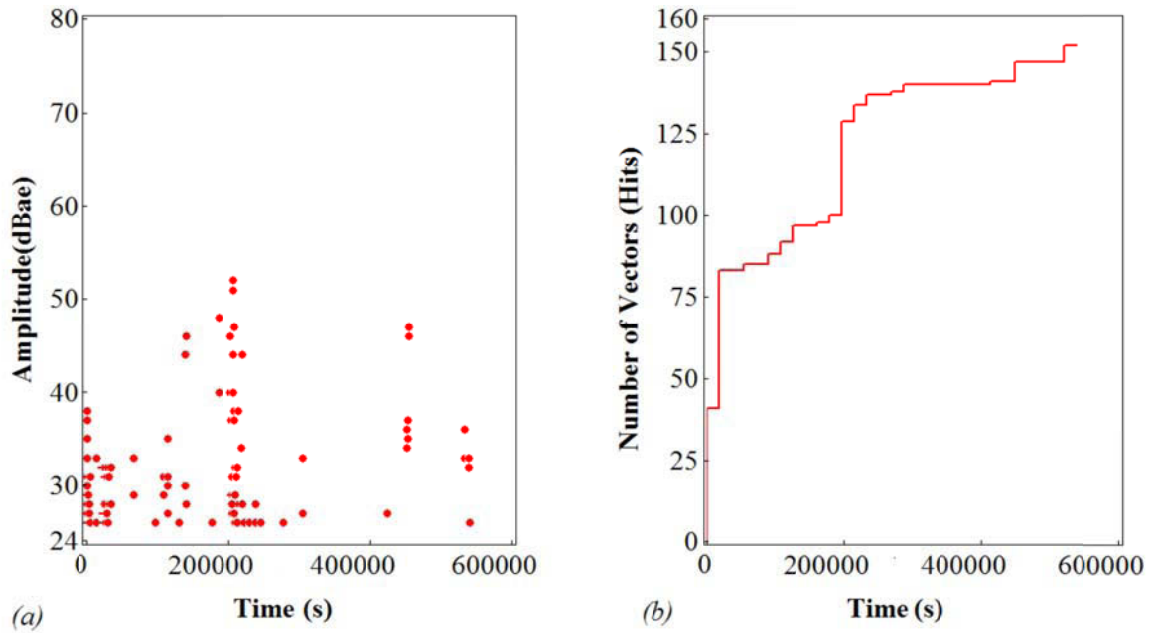 80
70
60
50
40
30
24
Amplitude(dBae)
0 200000 400000 600000
Time (s)
(a)
160
150
125
100
75
50
25
0
Number of Vectors (Hits)
0 200000 400000 600000
Time (s)
(b)